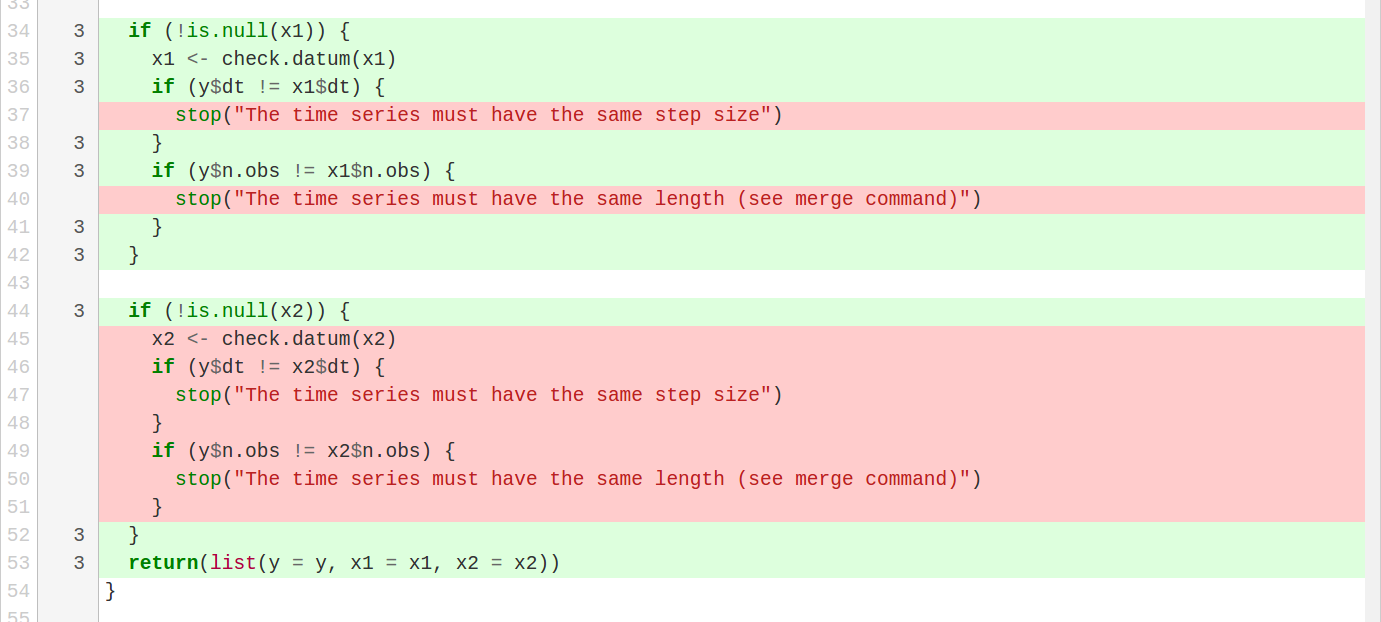 33
34 3 if (!is.null(x1)) {
35 3 x1 <- check.datum(x1)
36 3 if (y$dt != x1$dt) {
37 stop("The time series must have the same step size")
38 3 }
39 3 if (y$n.obs != x1$n.obs) {
40 stop("The time series must have the same length (see merge command)")
41 3 }
42 3 }
43
44 3 if (!is.null(x2)) {
45 x2 <- check.datum(x2)
46 if (y$dt != x2$dt) {
47 stop("The time series must have the same step size")
48 }
49 if (y$n.obs != x2$n.obs) {
50 stop("The time series must have the same length (see merge command)")
51 }
52 3 }
53 3 return(list(y = y, x1 = x1, x2 = x2))
54 }
55